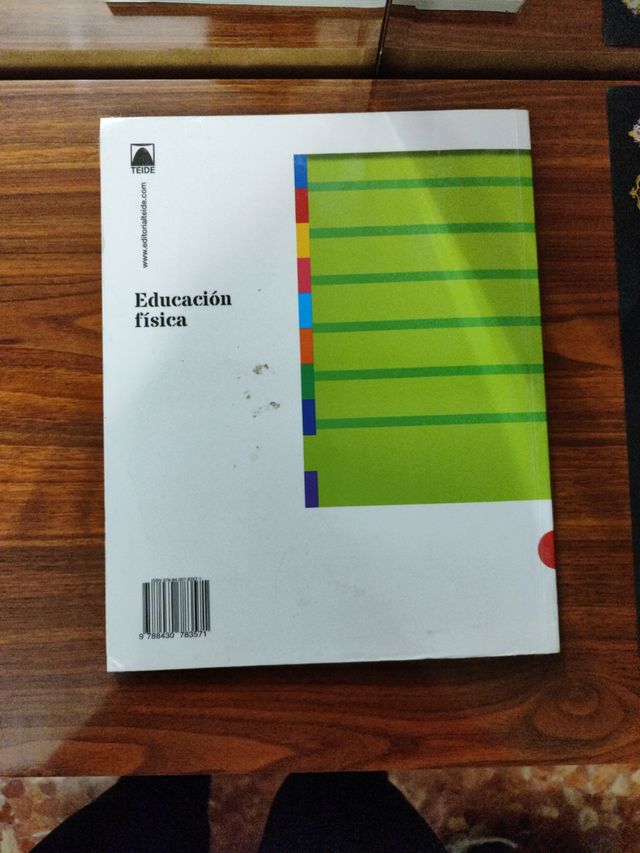 TEIDE
www.editorialteide.com
Educación
física
9 788430 783571